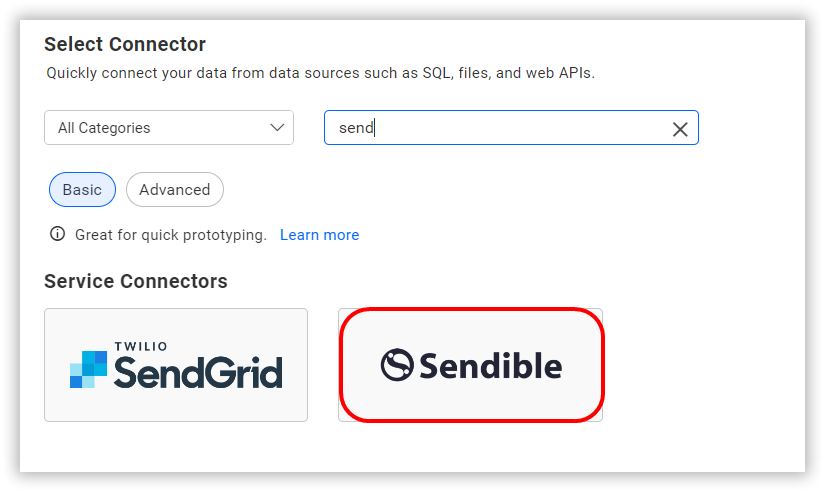 Select Connector
Quickly connect your data from data sources such as SQL, files, and web APIs.
All Categories
send
Basic
Advanced
Great for quick prototyping. Learn more
Service Connectors
TWILIO
SendGrid
Sendible